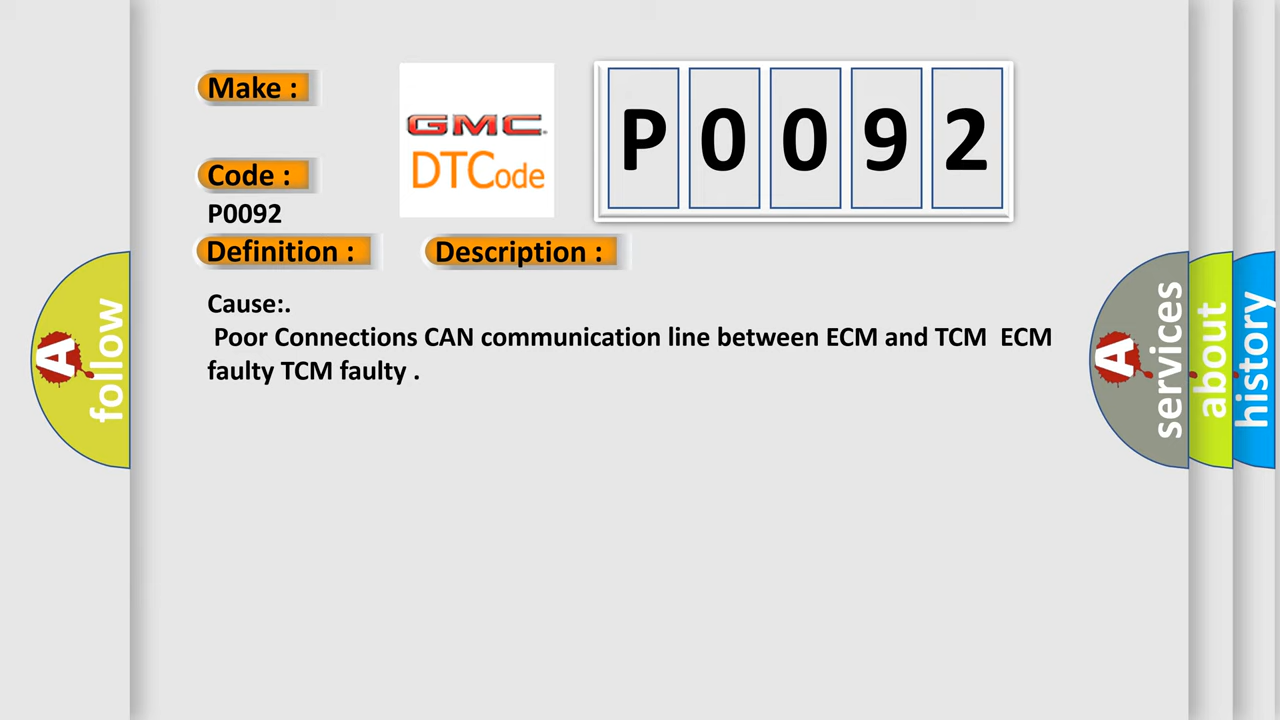 Make :
GMC
DTCode
P0092
Code :
P0092
Definition :
Description :
Cause:.
Poor Connections CAN communication line between ECM and TCM  ECM
faulty TCM faulty .
A
follow
A
services
about
history